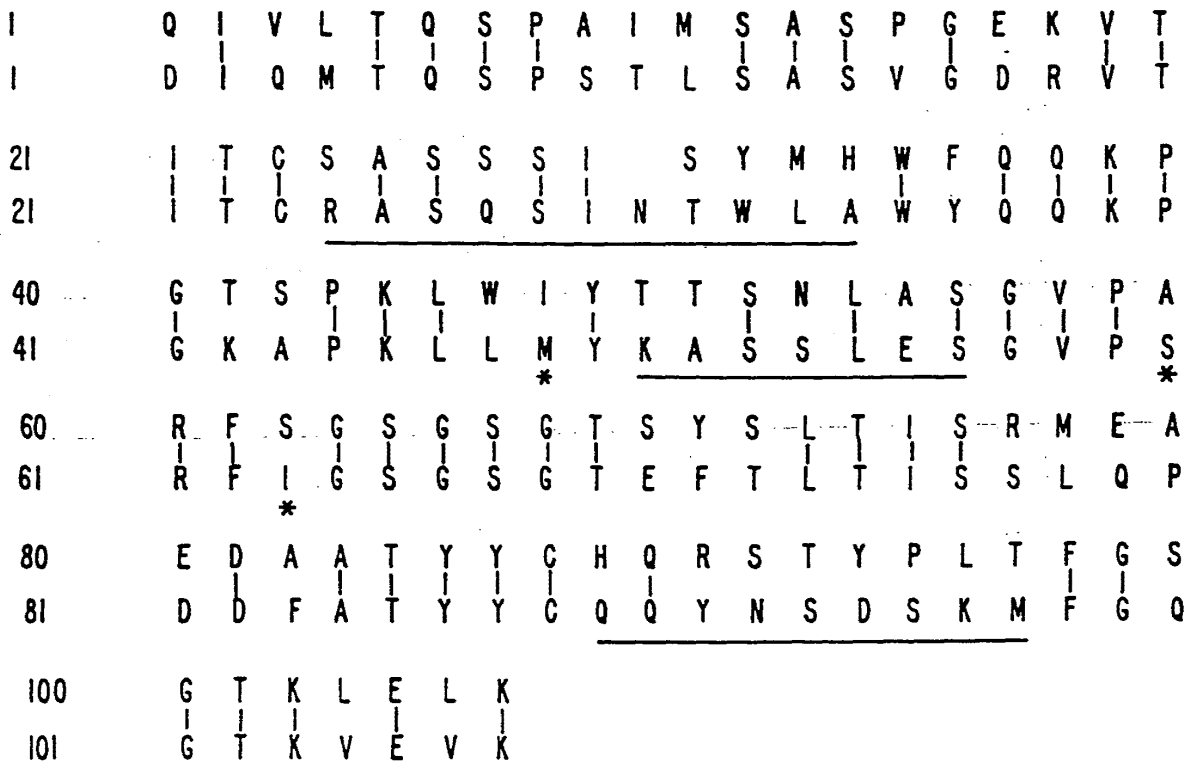 1 Q I V L T Q S P A I M S A S P G E K V T
1 D I Q M T Q S P S T L S A S V G D R V T
21 I T C S A S S S I S Y M H W F Q Q K P
21 I T C R A S Q S I N T W L A W Y Q Q K P
40 G T S P K L W I Y T T S N L A S G V P A
41 G K A P K L L M Y K A S S L E S G V P S
* *
60 R F S G S G S G T S Y S L T I S R M E A
61 R F I G S G S G T E F T L T I S S L Q P
*
80 E D A A T Y Y C H Q R S T Y P L T F G S
81 D D F A T Y Y C Q Q Y N S D S K M F G Q
100 G T K L E L K
101 G T K V E V K